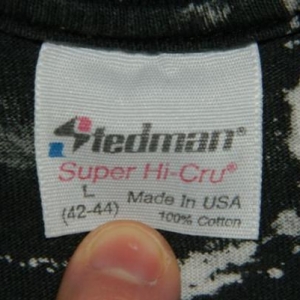 Stedman®
Super Hi-Cru®
L
(42-44)
Made In USA
100% Cotton